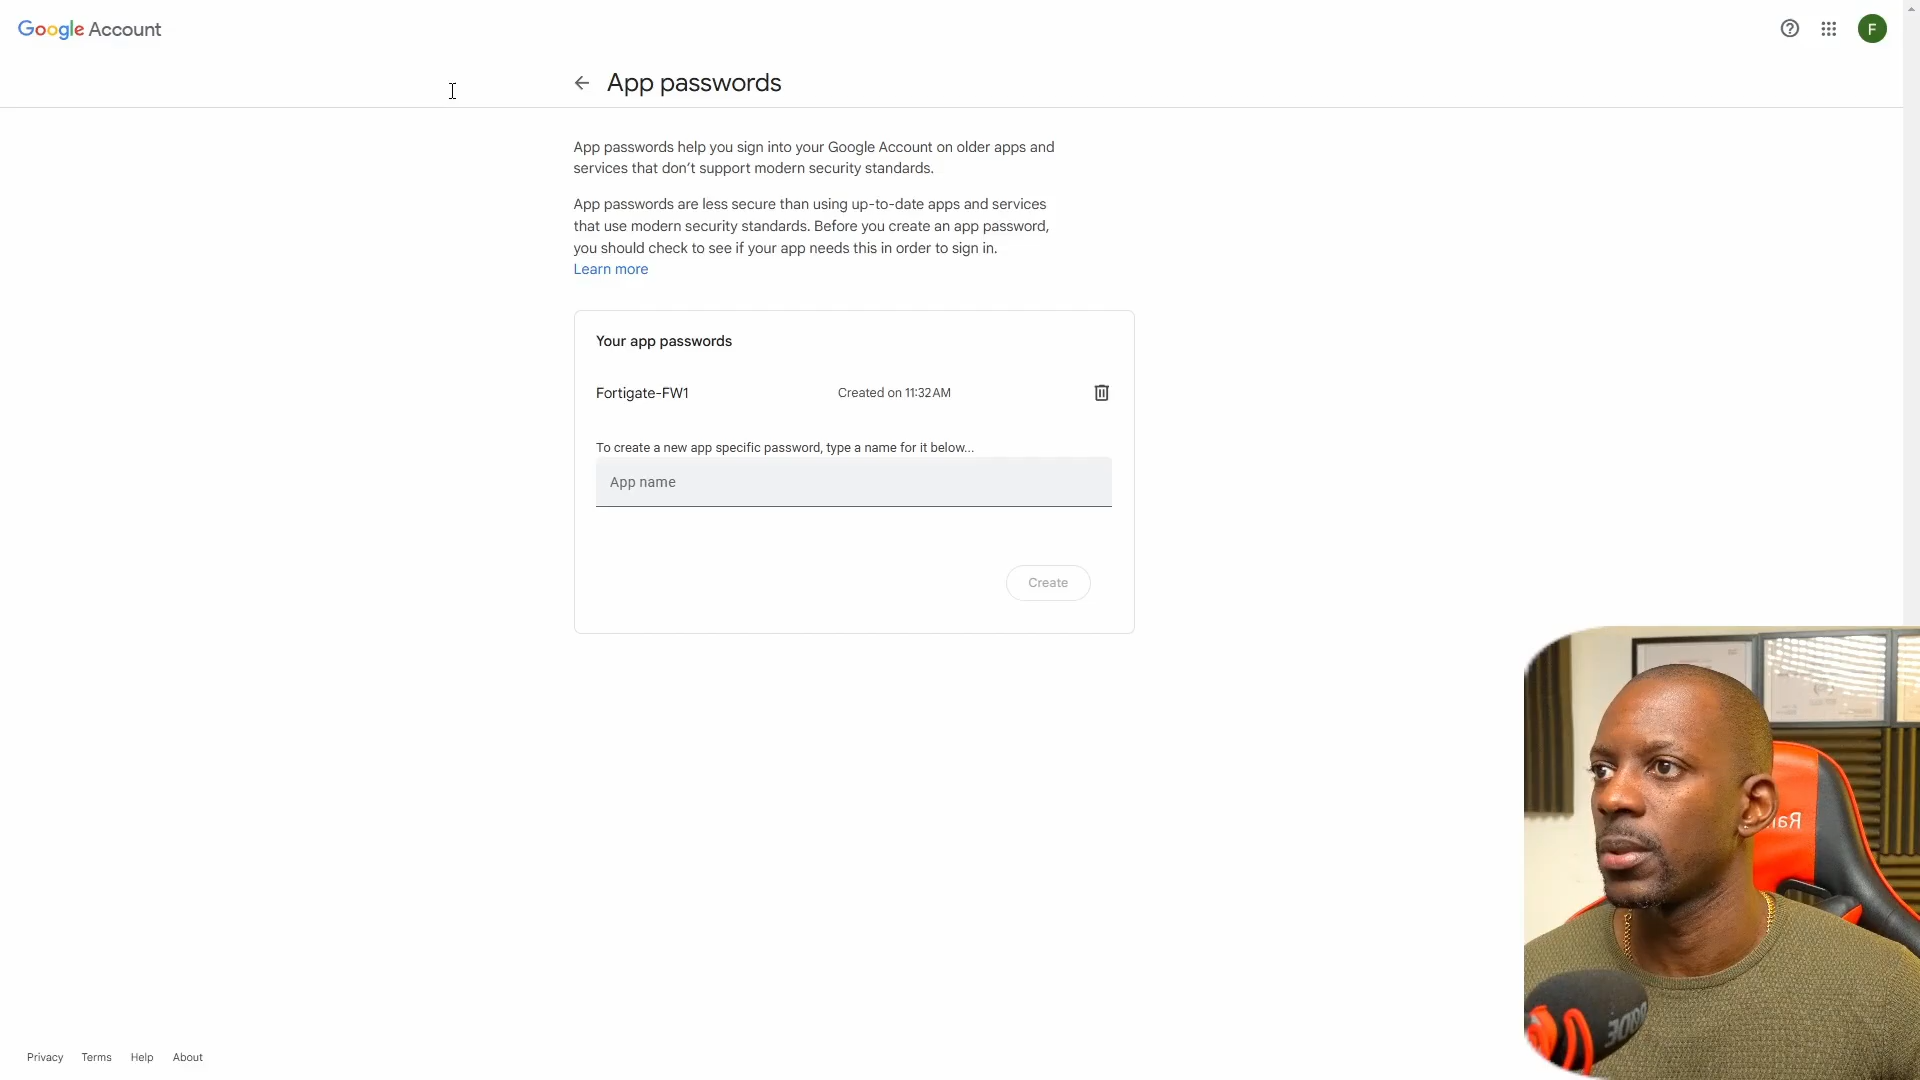 Google Account
F
App passwords
App passwords help you sign into your Google Account on older apps and
services that don't support modern security standards.
App passwords are less secure than using up-to-date apps and services
that use modern security standards. Before you create an app password,
you should check to see if your app needs this in order to sign in.
Learn more
Your app passwords
Fortigate-FW1 Created on 11:32 AM
To create a new app specific password, type a name for it below...
App name
Create
Privacy Terms Help About